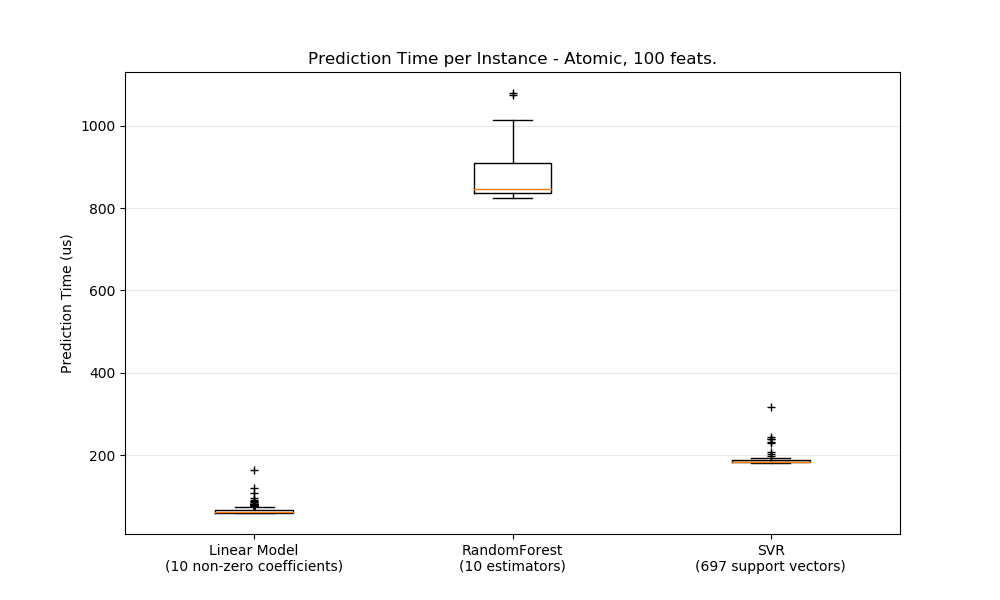 Prediction Time per Instance - Atomic, 100 feats.
Prediction Time (us)
1000
800
600
400
200
Linear Model
(10 non-zero coefficients)
RandomForest
(10 estimators)
SVR
(697 support vectors)